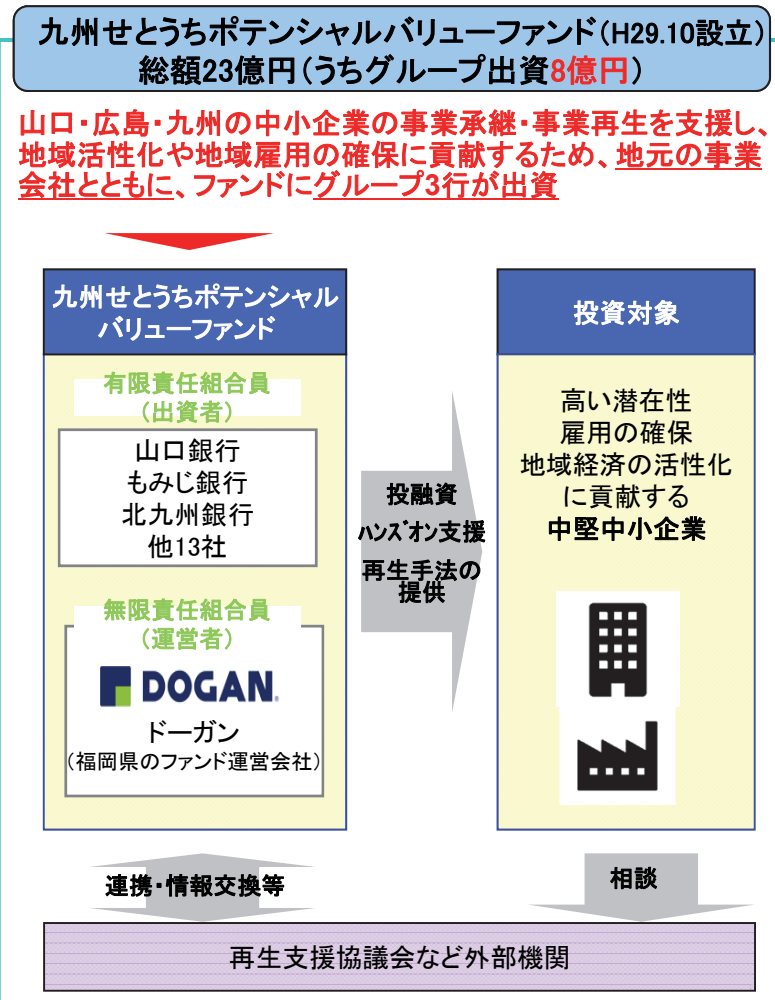 九州せとうちポテンシャルバリューファンド(H29.10設立)
総額23億円(うちグループ出資8億円)
山口・広島・九州の中小企業の事業承継・事業再生を支援し、
地域活性化や地域雇用の確保に貢献するため、地元の事業
会社とともに、ファンドにグループ3行が出資
九州せとうちポテンシャル
バリューファンド
有限責任組合員
(出資者)
山口銀行
もみじ銀行
北九州銀行
他13社
無限責任組合員
(運営者)
DOGAN.
ドーガン
(福岡県のファンド運営会社)
投融資
ﾊﾝｽﾞｵﾝ支援
再生手法の
提供
投資対象
高い潜在性
雇用の確保
地域経済の活性化
に貢献する
中堅中小企業
連携・情報交換等
相談
再生支援協議会など外部機関